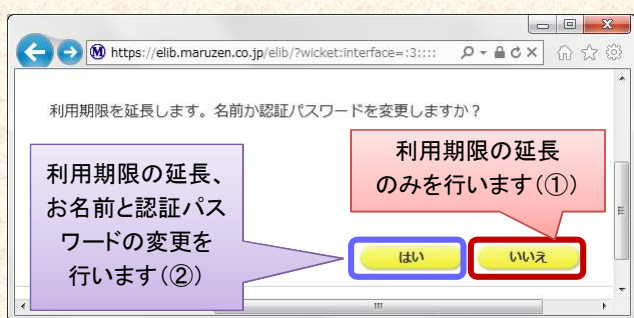 https://elib.maruzen.co.jp/elib/?wicket:interface=:3::::
利用期限を延長します。名前か認証パスワードを変更しますか？
利用期限の延長
のみを行います(①)
利用期限の延長、
お名前と認証パス
ワードの変更を
行います(②)
はい
いいえ